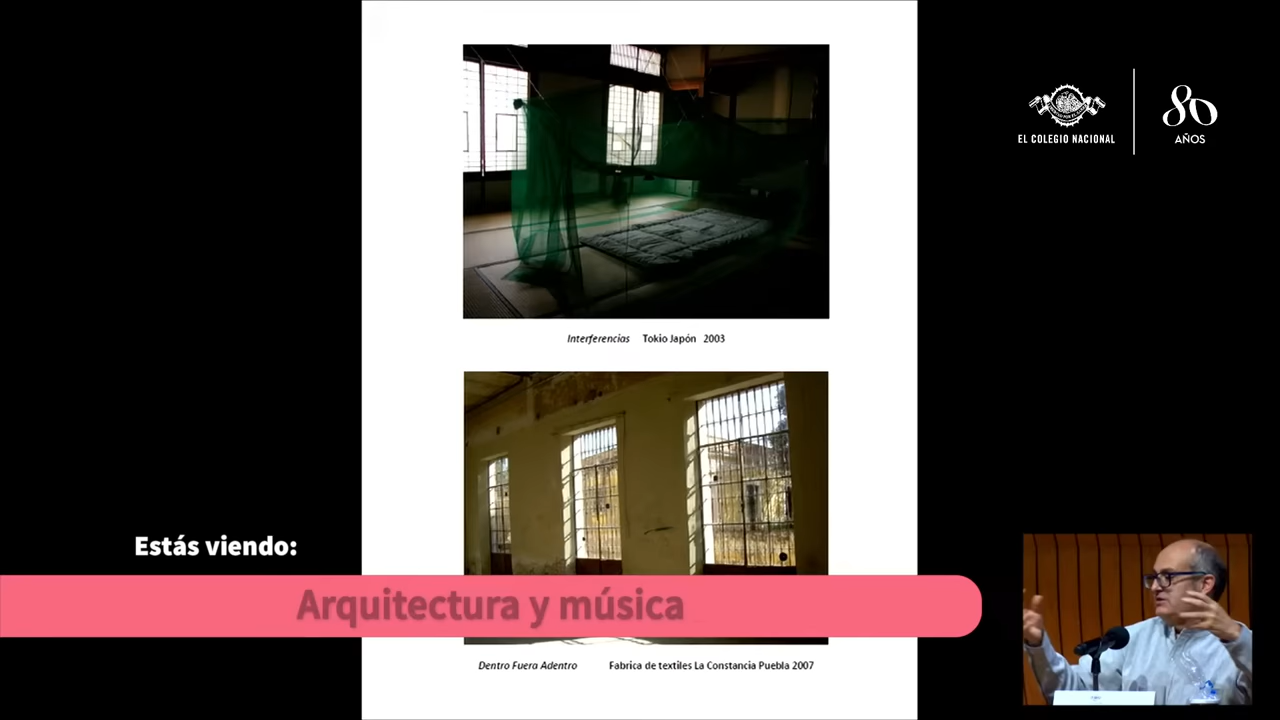 EL COLEGIO NACIONAL
80
AÑOS
Interferencias Tokio Japón 2003
Estás viendo:
Arquitectura y música
Dentro Fuera Adentro Fabrica de textiles La Constancia Puebla 2007